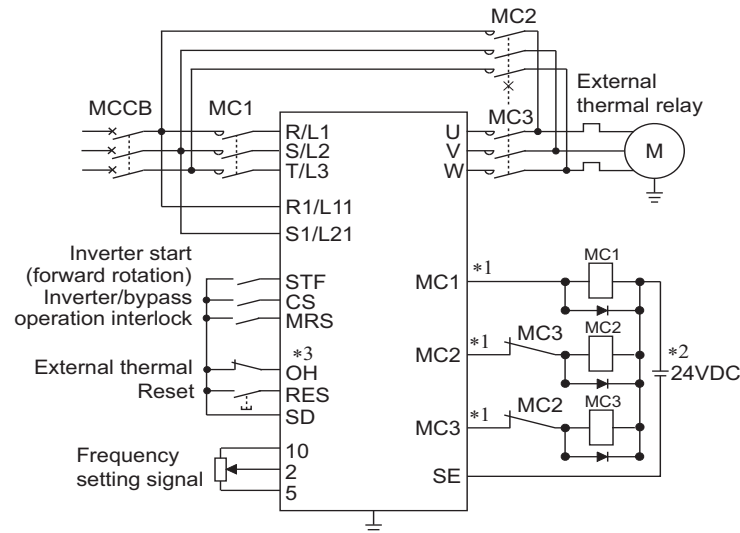 MC2
MCCB
MC1
External
thermal relay
MC3
R/L1
S/L2
T/L3
U
V
W
M
R1/L11
S1/L21
Inverter start
(forward rotation)
Inverter/bypass
operation interlock
STF
CS
MRS
External thermal
Reset
*3
OH
RES
SD
Frequency
setting signal
10
2
5
MC1
*1
MC1
MC2
*1
MC3
MC2
*2
24VDC
MC3
*1
MC2
MC3
SE